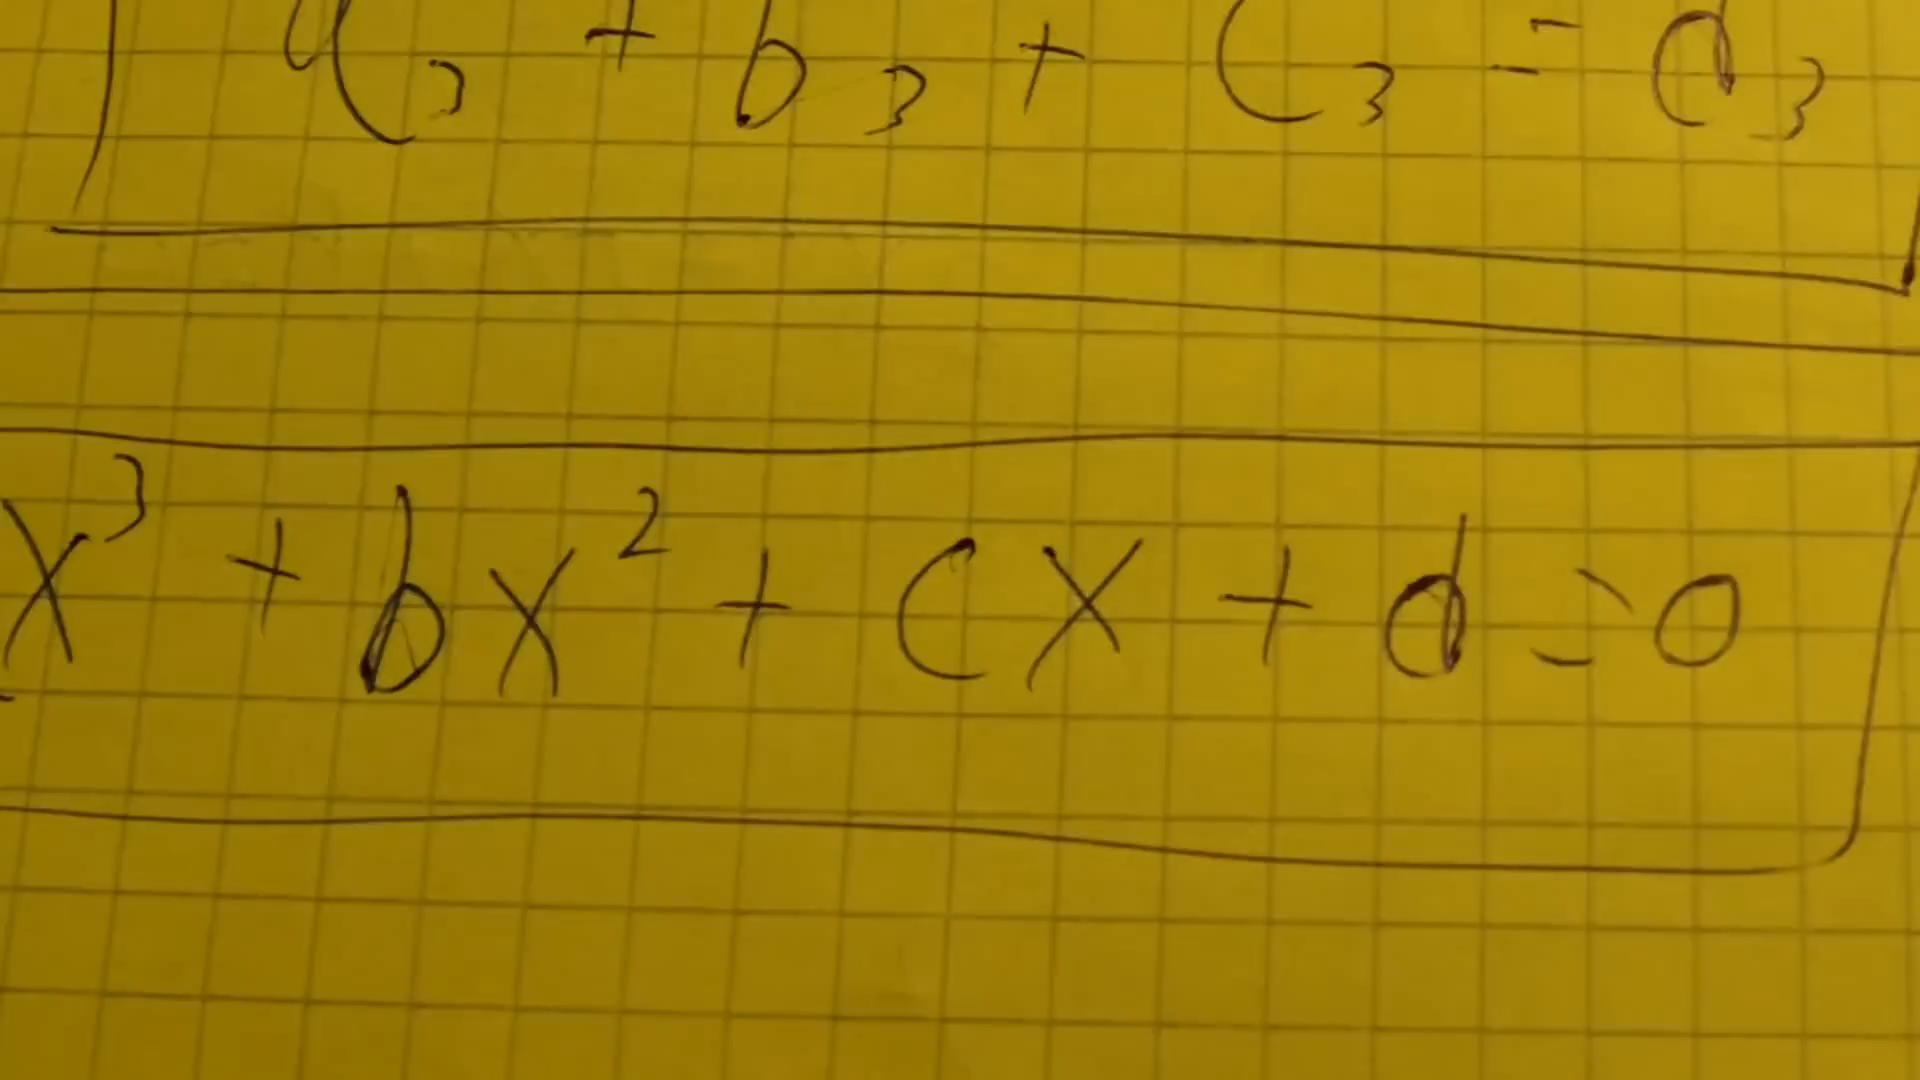 a₃ + b₃ + c₃ = d₃
x³ + bx² + cx + d = 0